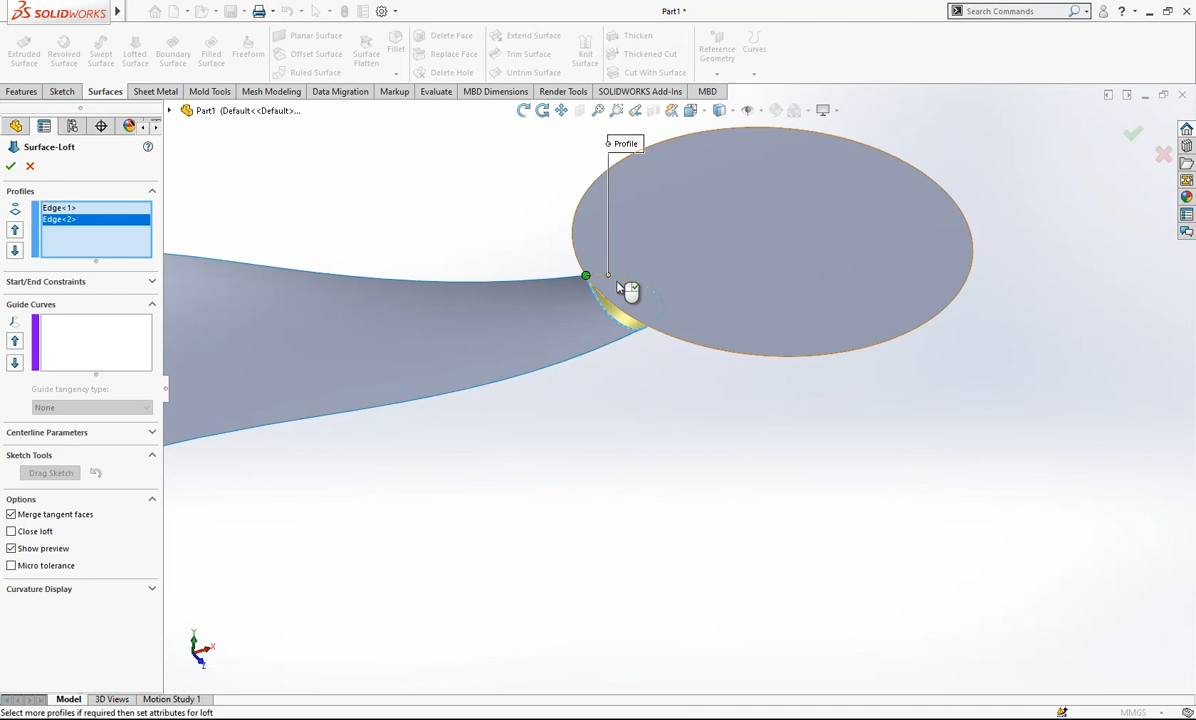 SOLIDWORKS
Part1 *
Search Commands
Extruded Surface
Revolved Surface
Swept Surface
Lofted Surface
Boundary Surface
Filled Surface
Freeform
Planar Surface
Offset Surface
Ruled Surface
Surface Flatten
Fillet
Delete Face
Replace Face
Delete Hole
Extend Surface
Trim Surface
Untrim Surface
Knit Surface
Thicken
Thickened Cut
Cut With Surface
Reference Geometry
Curves
Features
Sketch
Surfaces
Sheet Metal
Mold Tools
Mesh Modeling
Data Migration
Markup
Evaluate
MBD Dimensions
Render Tools
SOLIDWORKS Add-Ins
MBD
Part1 (Default<<Default>...
Surface-Loft
Profiles
Edge<1>
Edge<2>
Start/End Constraints
Guide Curves
Guide tangency type:
None
Centerline Parameters
Sketch Tools
Drag Sketch
Options
Merge tangent faces
Close loft
Show preview
Micro tolerance
Curvature Display
Profile
Y
X
Z
Model
3D Views
Motion Study 1
Select more profiles if required then set attributes for loft
MMGS